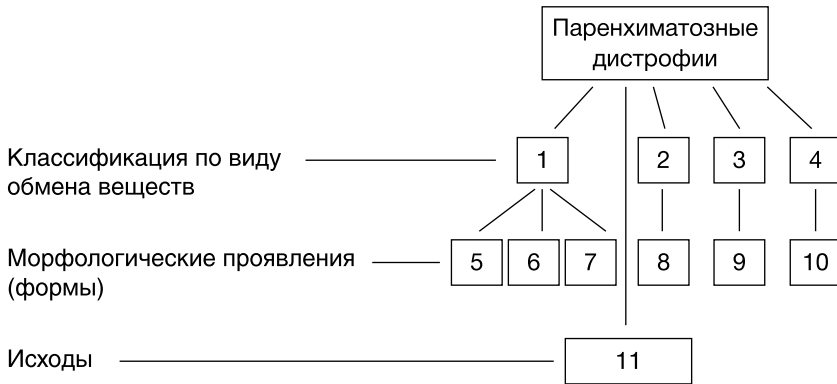 Паренхиматозные
дистрофии
Классификация по виду
обмена веществ
1
2
3
4
Морфологические проявления
(формы)
5
6
7
8
9
10
Исходы
11